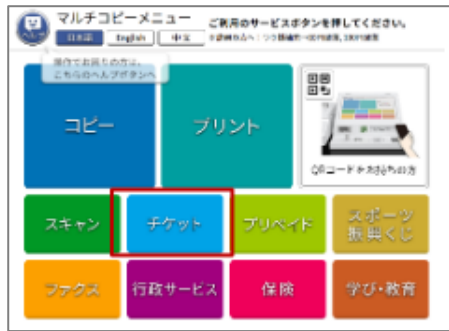 マルチコピーメニュー
ご利用のサービスボタンを押してください。
日本語 English 中文
操作でお困りの方は、
こちらのヘルプボタンへ
コピー
プリント
QRコードをお持ちの方
スキャン
チケット
プリペイド
スポーツ
振興くじ
ファクス
行政サービス
保険
学び・教育